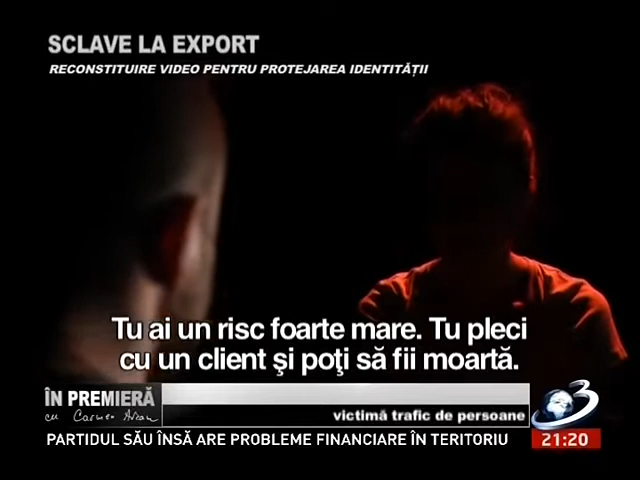 SCLAVE LA EXPORT
RECONSTITUIRE VIDEO PENTRU PROTEJAREA IDENTITĂȚII
Tu ai un risc foarte mare. Tu pleci
cu un client şi poţi să fii moartă.
ÎN PREMIERĂ
cu Carmen Avram
victimă trafic de persoane
3
PARTIDUL SĂU ÎNSĂ ARE PROBLEME FINANCIARE ÎN TERITORIU
21:20